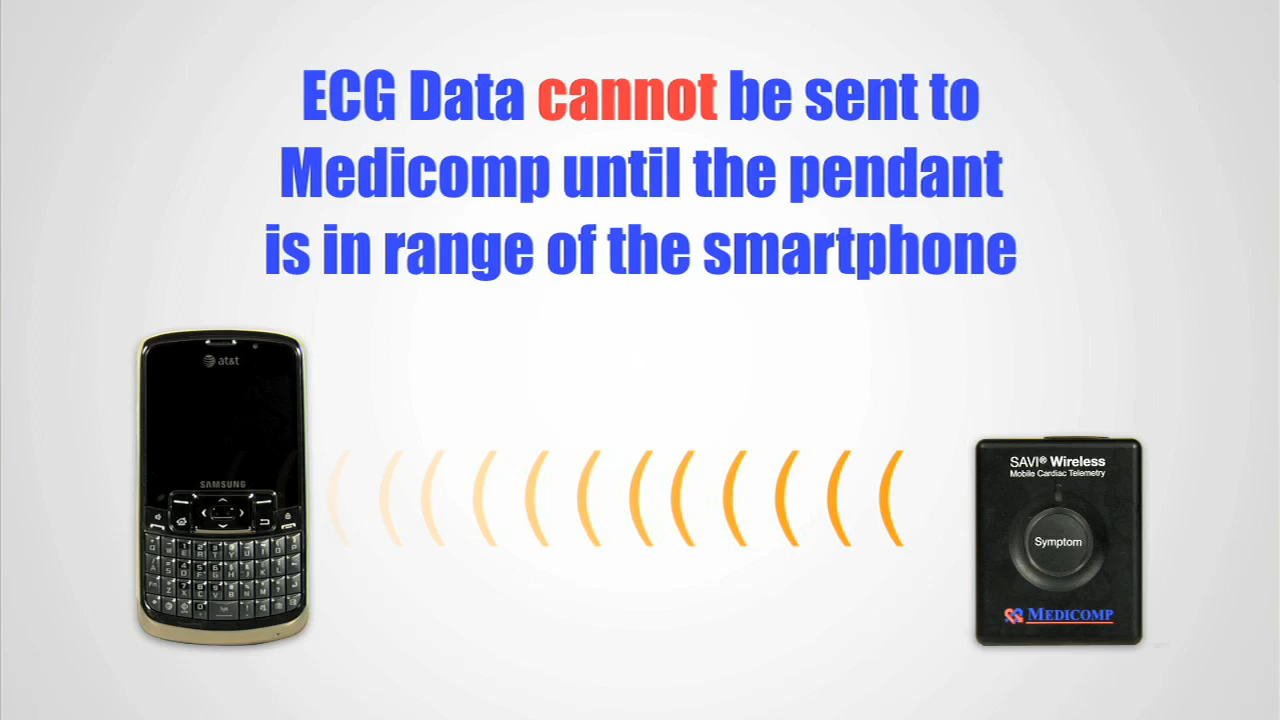 ECG Data cannot be sent to
Medicomp until the pendant
is in range of the smartphone
at&t
SAMSUNG
SAVI® Wireless
Mobile Cardiac Telemetry
Symptom
MEDICOMP